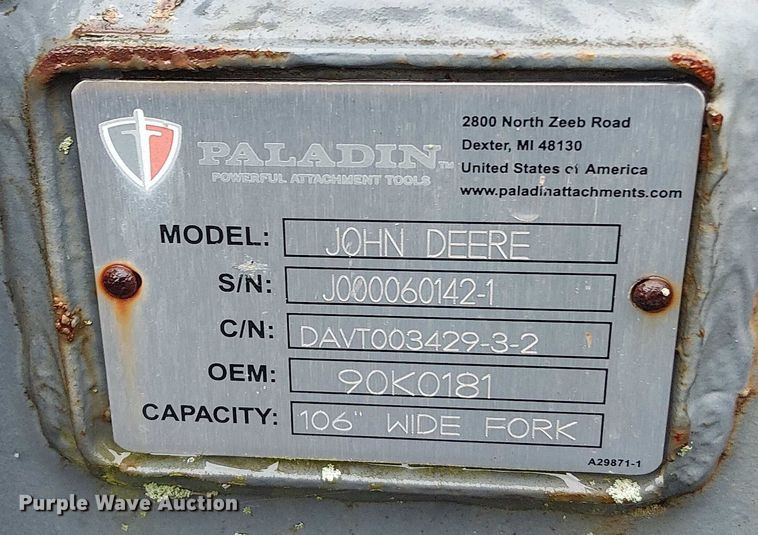 PALADIN™
POWERFUL ATTACHMENT TOOLS
2800 North Zeeb Road
Dexter, MI 48130
United States of America
www.paladinattachments.com
MODEL: JOHN DEERE
S/N: J000060142-1
C/N: DAVT003429-3-2
OEM: 90K0181
CAPACITY: 106" WIDE FORK
A29871-1
Purple Wave Auction